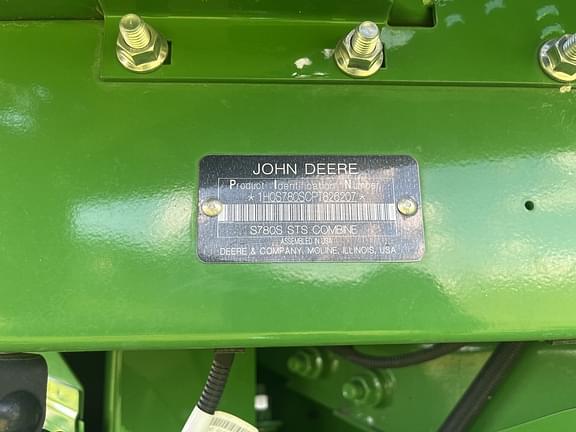 JOHN DEERE
Product Identification Number
*1H0S780SCPT826207*
S780S STS COMBINE
ASSEMBLED IN USA
DEERE & COMPANY, MOLINE, ILLINOIS, USA